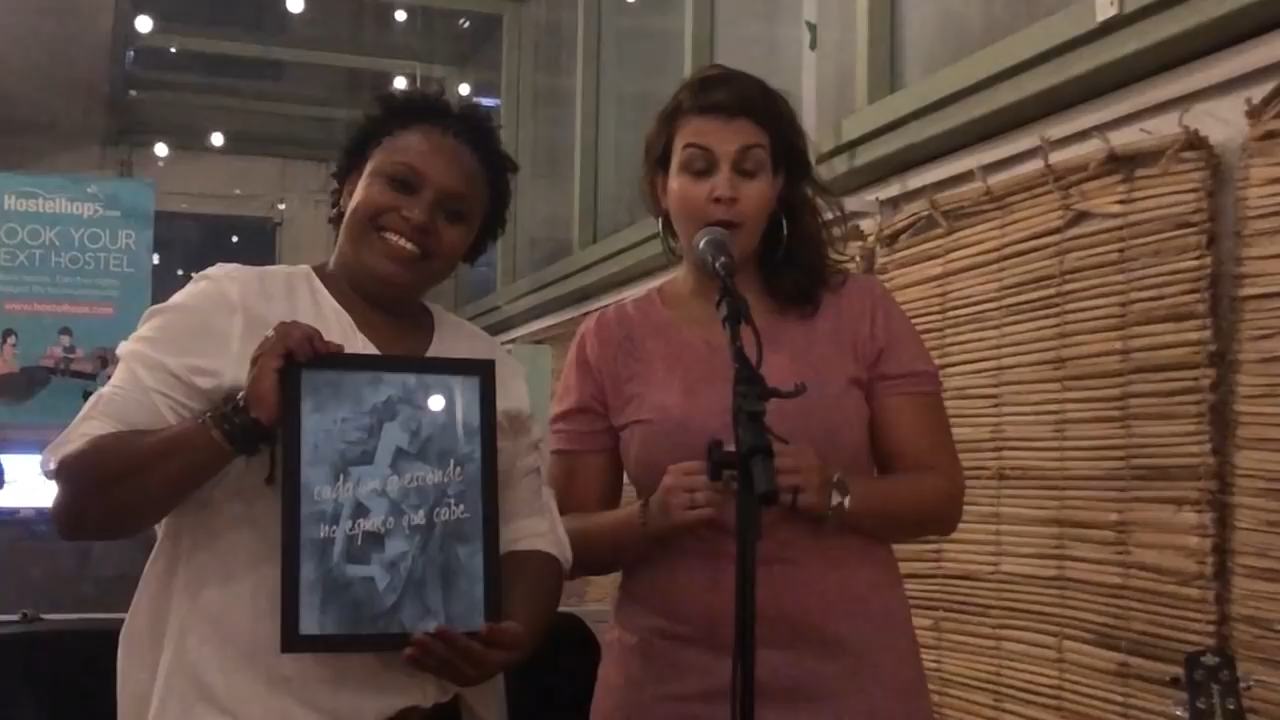 Hostelhops.com
OOK YOUR
EXT HOSTEL
www.hostelhops.com
cada um se esconde
no espaço que cabe